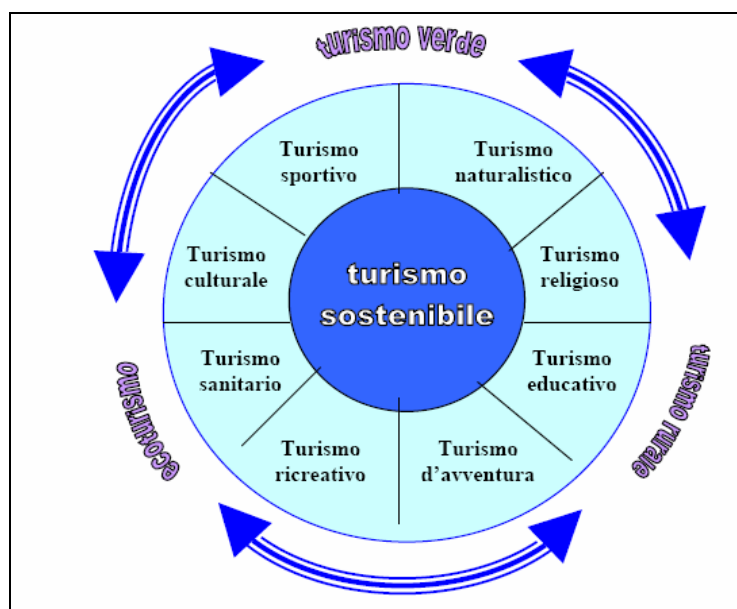 turismo verde
Turismo
sportivo
Turismo
naturalistico
Turismo
culturale
turismo
sostenibile
Turismo
religioso
Turismo
sanitario
Turismo
educativo
ecoturismo
turismo rurale
Turismo
ricreativo
Turismo
d'avventura